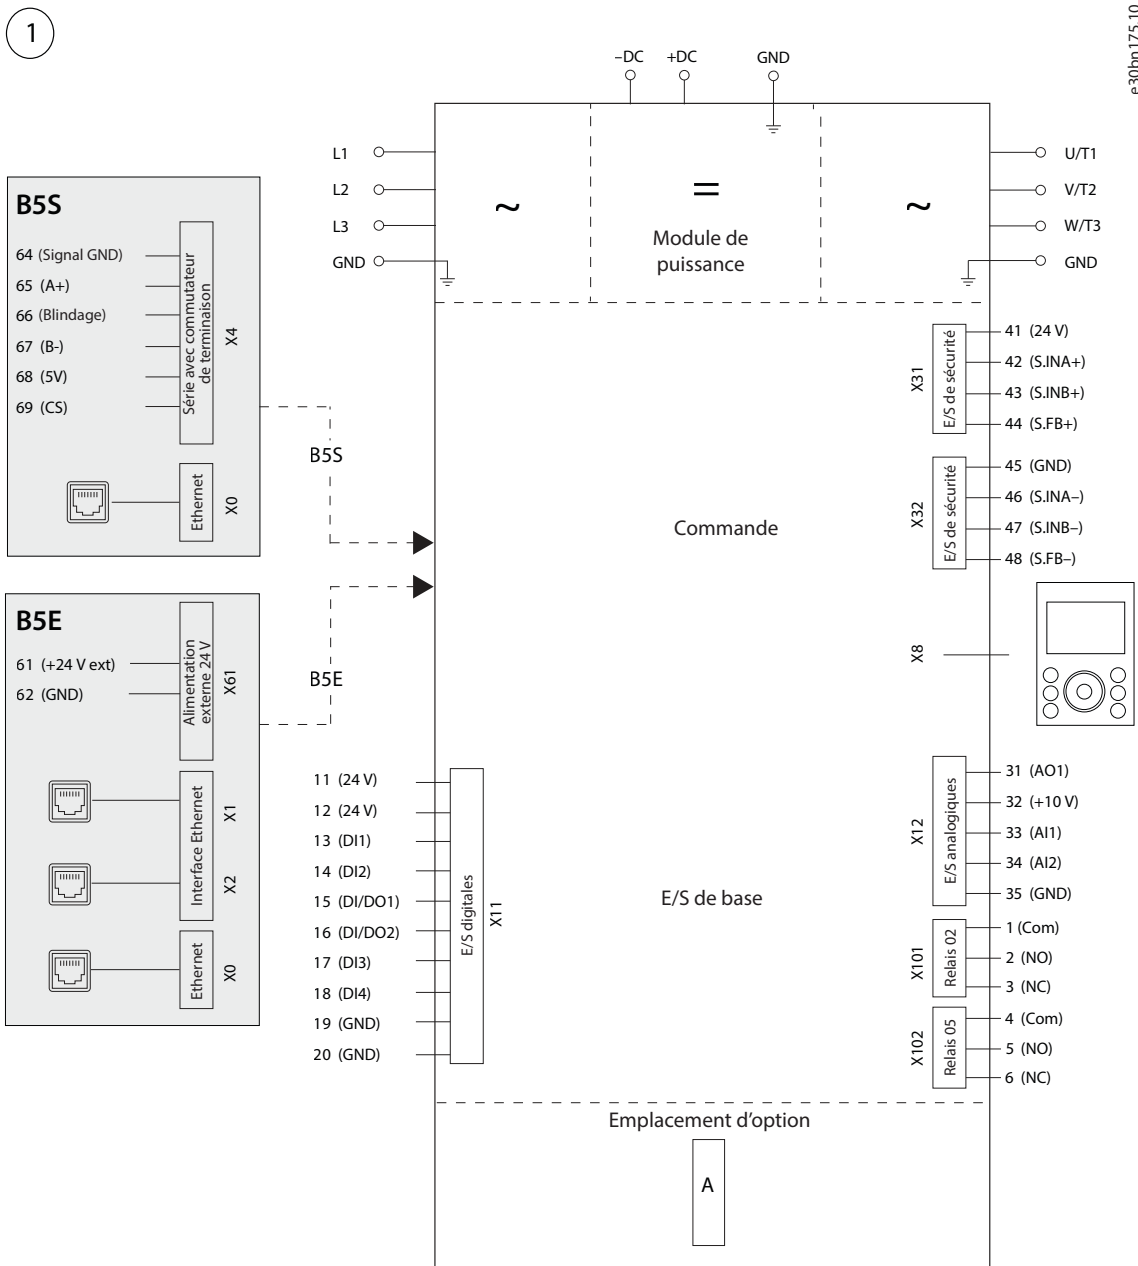 1
e30bn175.10
–DC
+DC
GND
L1
L2
L3
GND
~
=
~
Module de
puissance
U/T1
V/T2
W/T3
GND
B5S
64 (Signal GND)
65 (A+)
66 (Blindage)
67 (B-)
68 (5V)
69 (CS)
Série avec commutateur
de terminaison
X4
Ethernet
X0
B5S
B5E
61 (+24 V ext)
62 (GND)
Alimentation
externe 24 V
X61
Interface Ethernet
X1
X2
Ethernet
X0
B5E
Commande
E/S de sécurité
X31
41 (24 V)
42 (S.INA+)
43 (S.INB+)
44 (S.FB+)
E/S de sécurité
X32
45 (GND)
46 (S.INA–)
47 (S.INB–)
48 (S.FB–)
X8
11 (24 V)
12 (24 V)
13 (DI1)
14 (DI2)
15 (DI/DO1)
16 (DI/DO2)
17 (DI3)
18 (DI4)
19 (GND)
20 (GND)
E/S digitales
X11
E/S de base
X12
E/S analogiques
31 (AO1)
32 (+10 V)
33 (AI1)
34 (AI2)
35 (GND)
X101
Relais 02
1 (Com)
2 (NO)
3 (NC)
X102
Relais 05
4 (Com)
5 (NO)
6 (NC)
Emplacement d’option
A